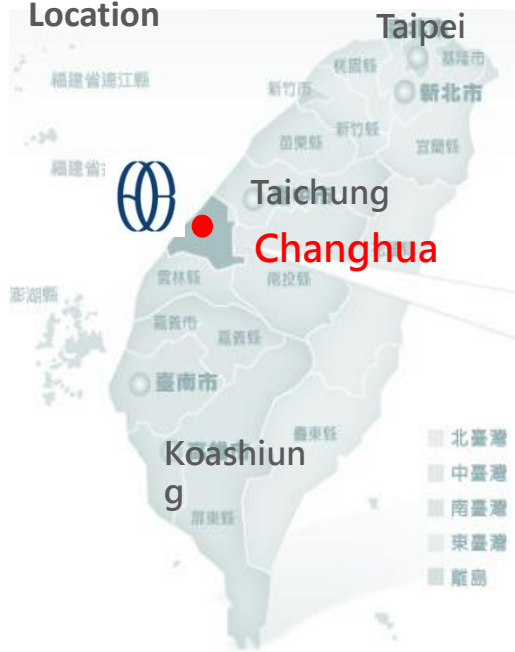 Location
Taipei
基隆市
桃園縣
福建省連江縣
新竹市
新北市
新竹縣
苗栗縣
宜蘭縣
福建省
Taichung
Changhua
雲林縣
南投縣
澎湖縣
嘉義市
嘉義縣
臺南市
臺東縣
Koashiun
g
屏東縣
北臺灣
中臺灣
南臺灣
東臺灣
離島